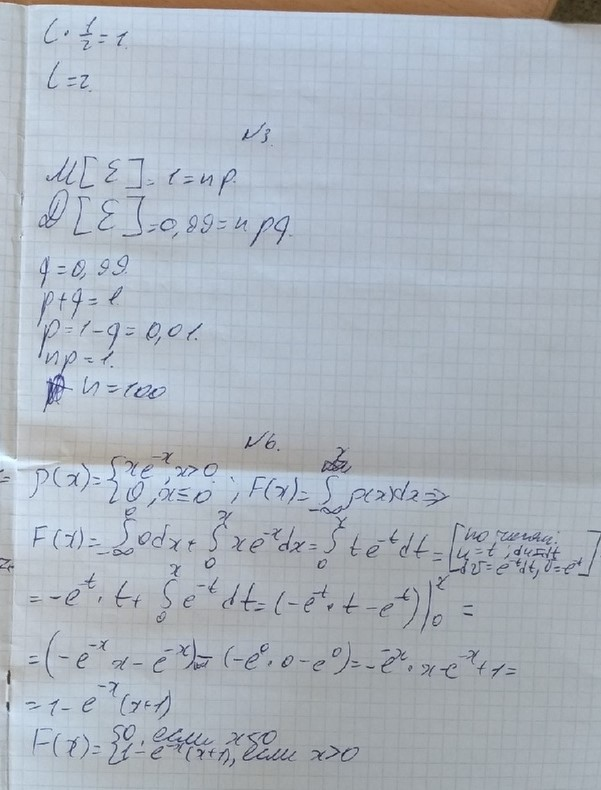 C · 1/2 = 1.
C = 2.
№3.
M[ξ] = 1 = np.
D[ξ] = 0,99 = npq.
q = 0,99.
p + q = 1
p = 1 - q = 0,01.
np = 1.
n = 100
№6.
p(x) = { xe^{-x}, x > 0 ; 0, x ≤ 0 ; F(x) = ∫_{-∞}^{x} p(x)dx ⇒
F(x) = ∫_{-∞}^{0} 0dx + ∫_{0}^{x} xe^{-x}dx = ∫_{0}^{x} te^{-t}dt = [по частям: u = t, du = dt dv = e^{-t}dt, v = e^{-t}]
= -e^{-t} · t + ∫_{0}^{x} e^{-t}dt = (-e^{-t} · t - e^{-t})|_{0}^{x} =
= (-e^{-x} x - e^{-x}) - (-e^{0} · 0 - e^{0}) = -e^{-x} · x - e^{-x} + 1 =
= 1 - e^{-x}(x+1)
F(x) = { 0, если x ≤ 0 ; 1 - e^{-x}(x+1), если x > 0